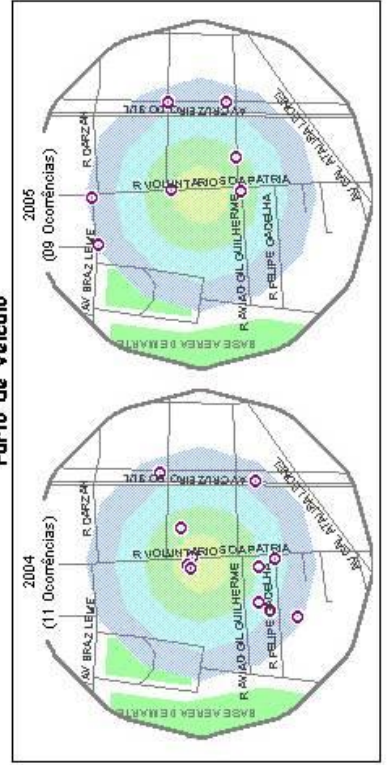 Furto de Veículo
2004
(11 Ocorrências)
R.DARZAN
AV BRAZ LEME
AV CRUZEIRO DO SUL
R VOLUNTARIOS DA PATRIA
R AVIAD GIL GUILHERME
R FELIPE GADELHA
AV GAL ATALIBA LEONEL
BASE AEREA DE MARTE
2005
(09 Ocorrências)
R.DARZAN
AV BRAZ LEME
AV CRUZEIRO DO SUL
R VOLUNTARIOS DA PATRIA
R AVIAD GIL GUILHERME
R FELIPE GADELHA
AV GAL ATALIBA LEONEL
BASE AEREA DE MARTE